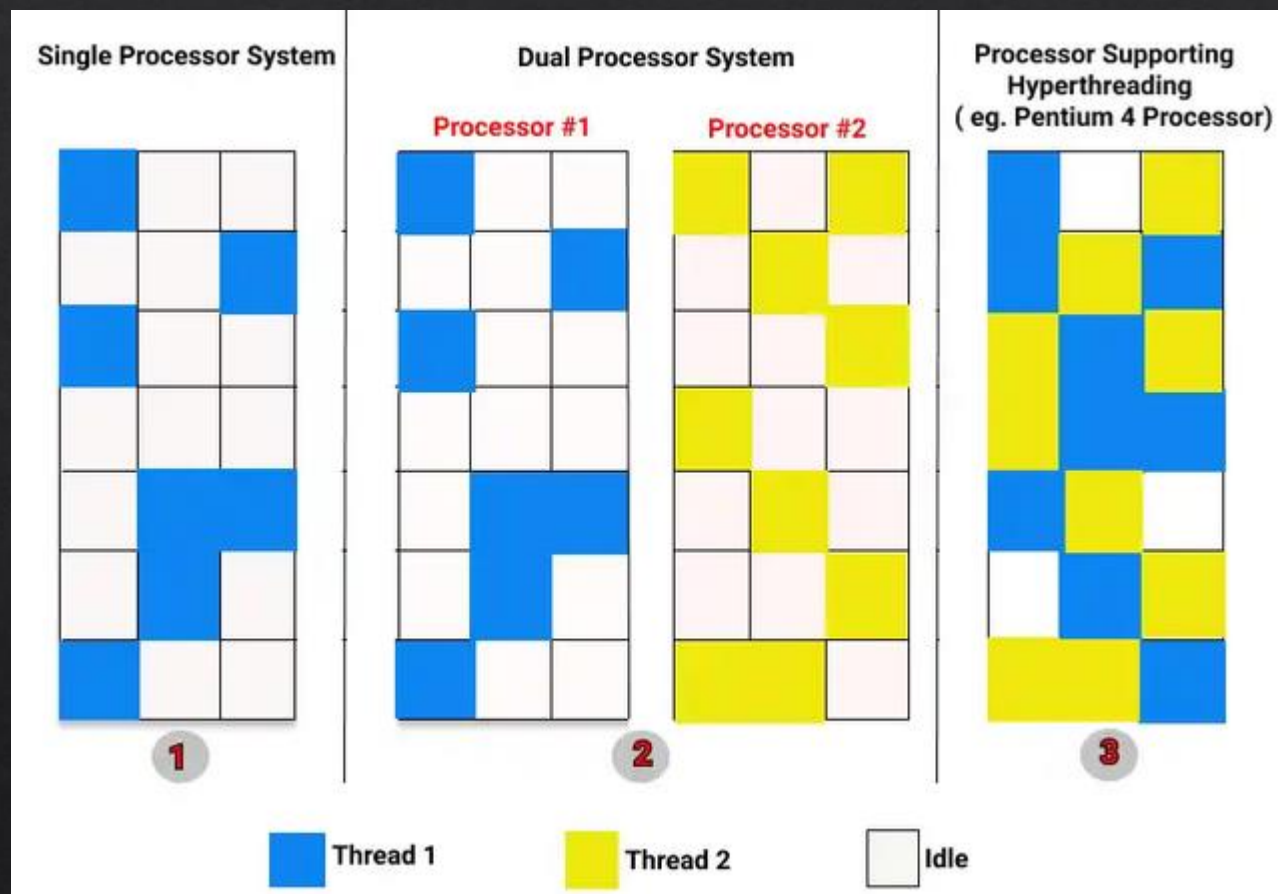 Single Processor System
Dual Processor System
Processor #1
Processor #2
Processor Supporting
Hyperthreading
( eg. Pentium 4 Processor)
1
2
3
Thread 1
Thread 2
Idle